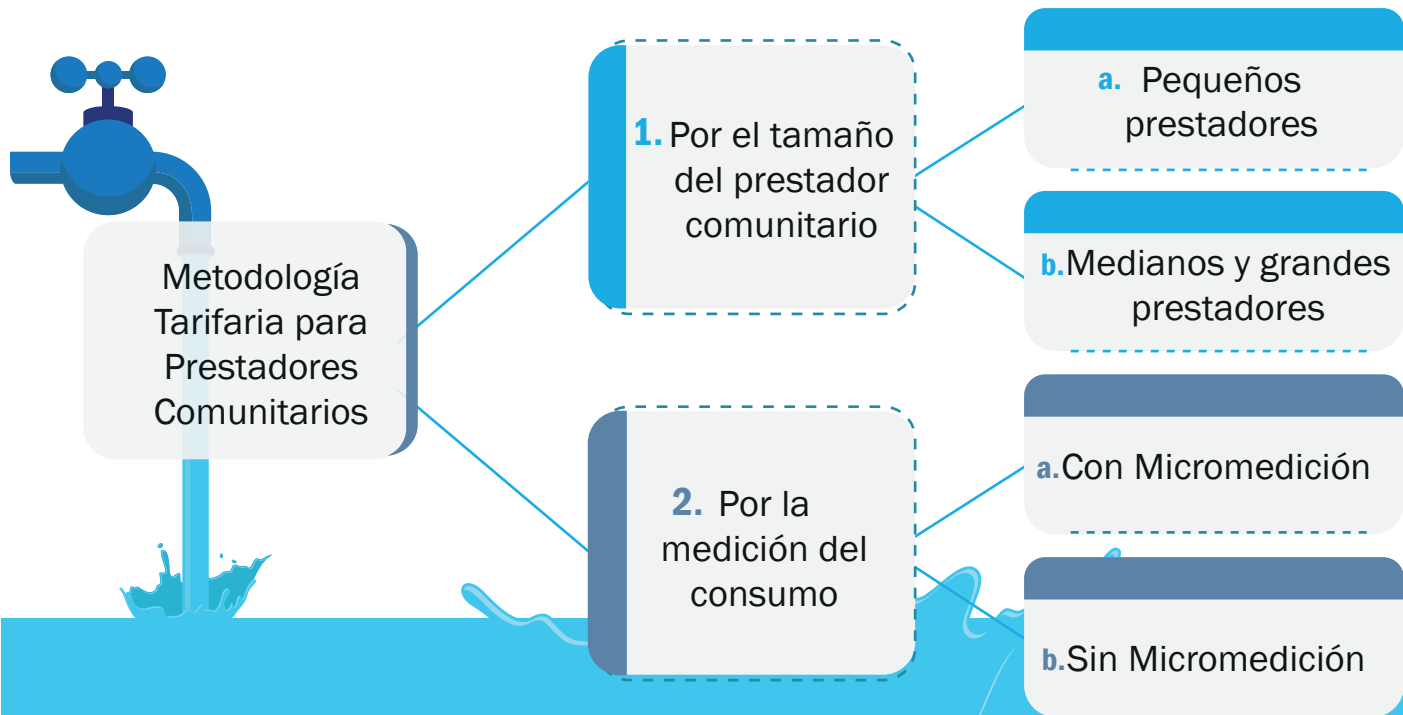 Metodología
Tarifaria para
Prestadores
Comunitarios
1. Por el tamaño
del prestador
comunitario
a. Pequeños
prestadores
b.Medianos y grandes
prestadores
2. Por la
medición del
consumo
a.Con Micromedición
b.Sin Micromedición